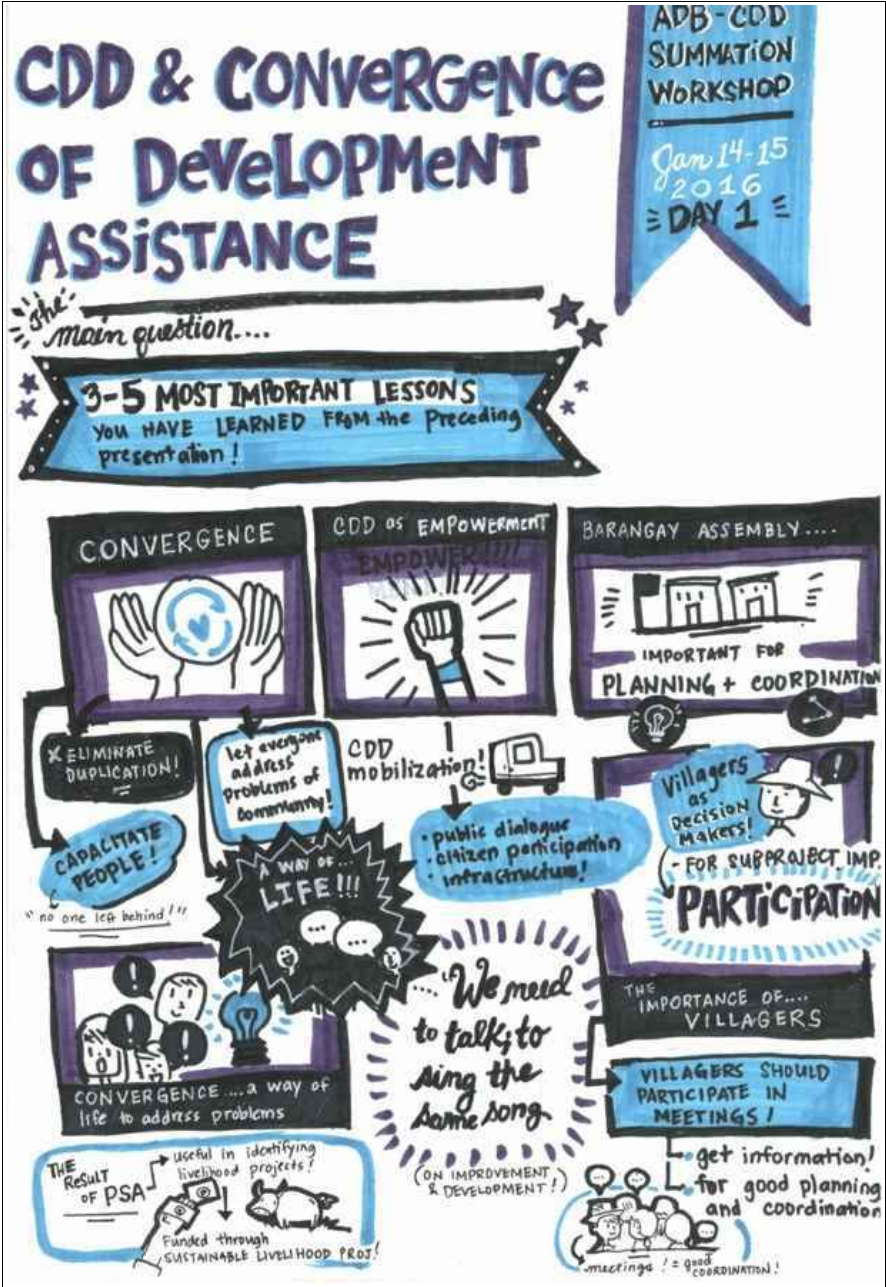 CDD & CONVERGENCE
OF DEVELOPMENT
ASSISTANCE
ADB-CDD
SUMMATION
WORKSHOP
Jan 14-15
2016
DAY 1
The
main question....
3-5 MOST IMPORTANT LESSONS
YOU HAVE LEARNED FROM the Preceding
presentation!
CONVERGENCE
X ELIMINATE
DUPLICATION!
let everyone
address
problems of
community!
CAPACITATE
PEOPLE!
"no one left behind!"
A WAY OF...
LIFE!!!
CONVERGENCE....a way of
life to address problems
THE
RESULT
OF PSA
useful in identifying
livelihood projects!
Funded through
SUSTAINABLE LIVELIHOOD PROJ!
CDD as EMPOWERMENT
EMPOWER!!!!
CDD
mobilization!
• public dialogue
• citizen participation
• infrastructure!
...."We need
to talk; to
sing the
same song
(ON IMPROVEMENT
& DEVELOPMENT!)
BARANGAY ASSEMBLY....
IMPORTANT FOR
PLANNING + COORDINATION
Villagers
as
Decision
Makers!
- FOR SUBPROJECT IMP.
PARTICIPATION
THE
IMPORTANCE OF....
VILLAGERS
VILLAGERS SHOULD
PARTICIPATE IN
MEETINGS!
• get information!
• for good planning
and coordination
meetings! = good
COORDINATION!